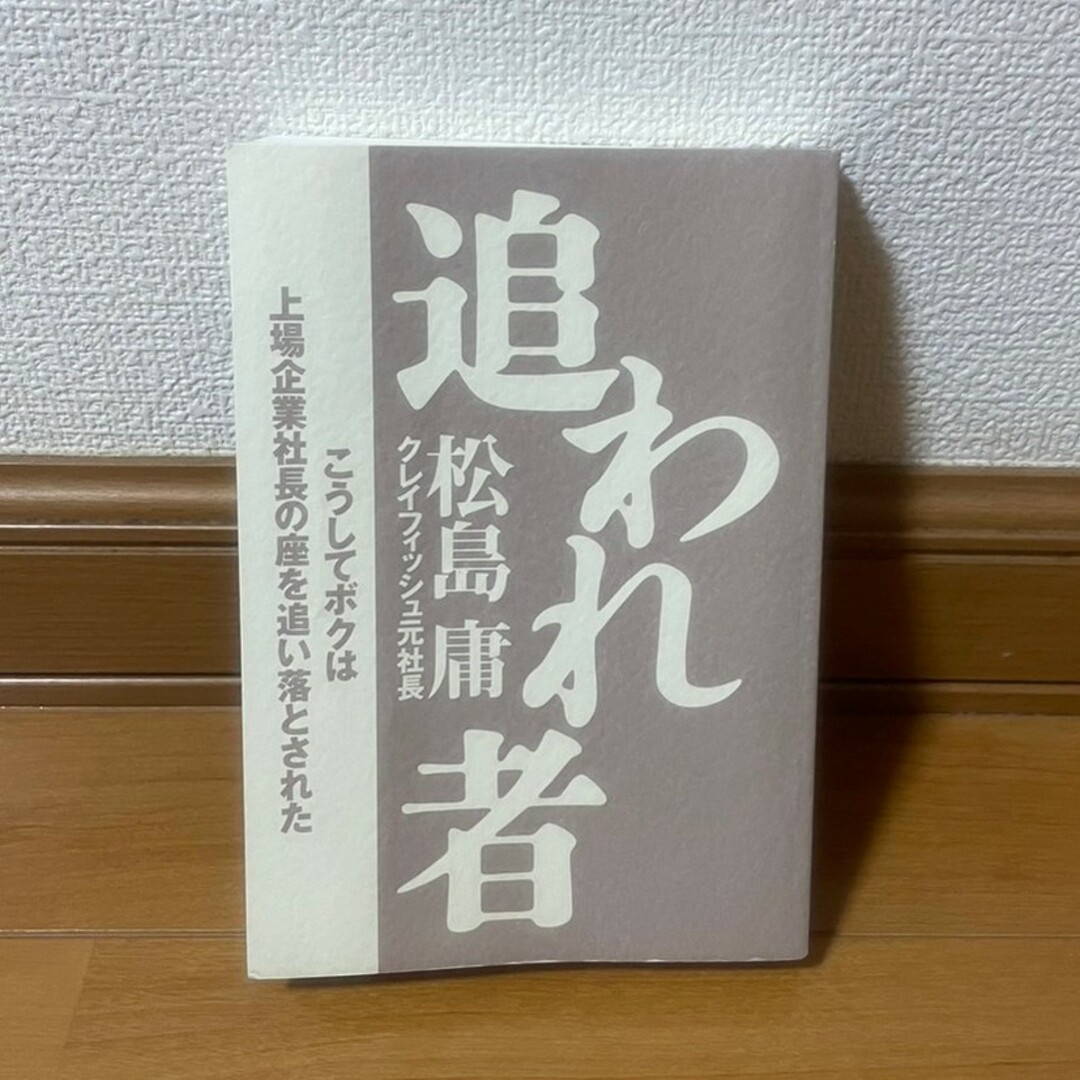 追われ者
松島 庸
クレイフィッシュ元社長
こうしてボクは
上場企業社長の座を追い落とされた